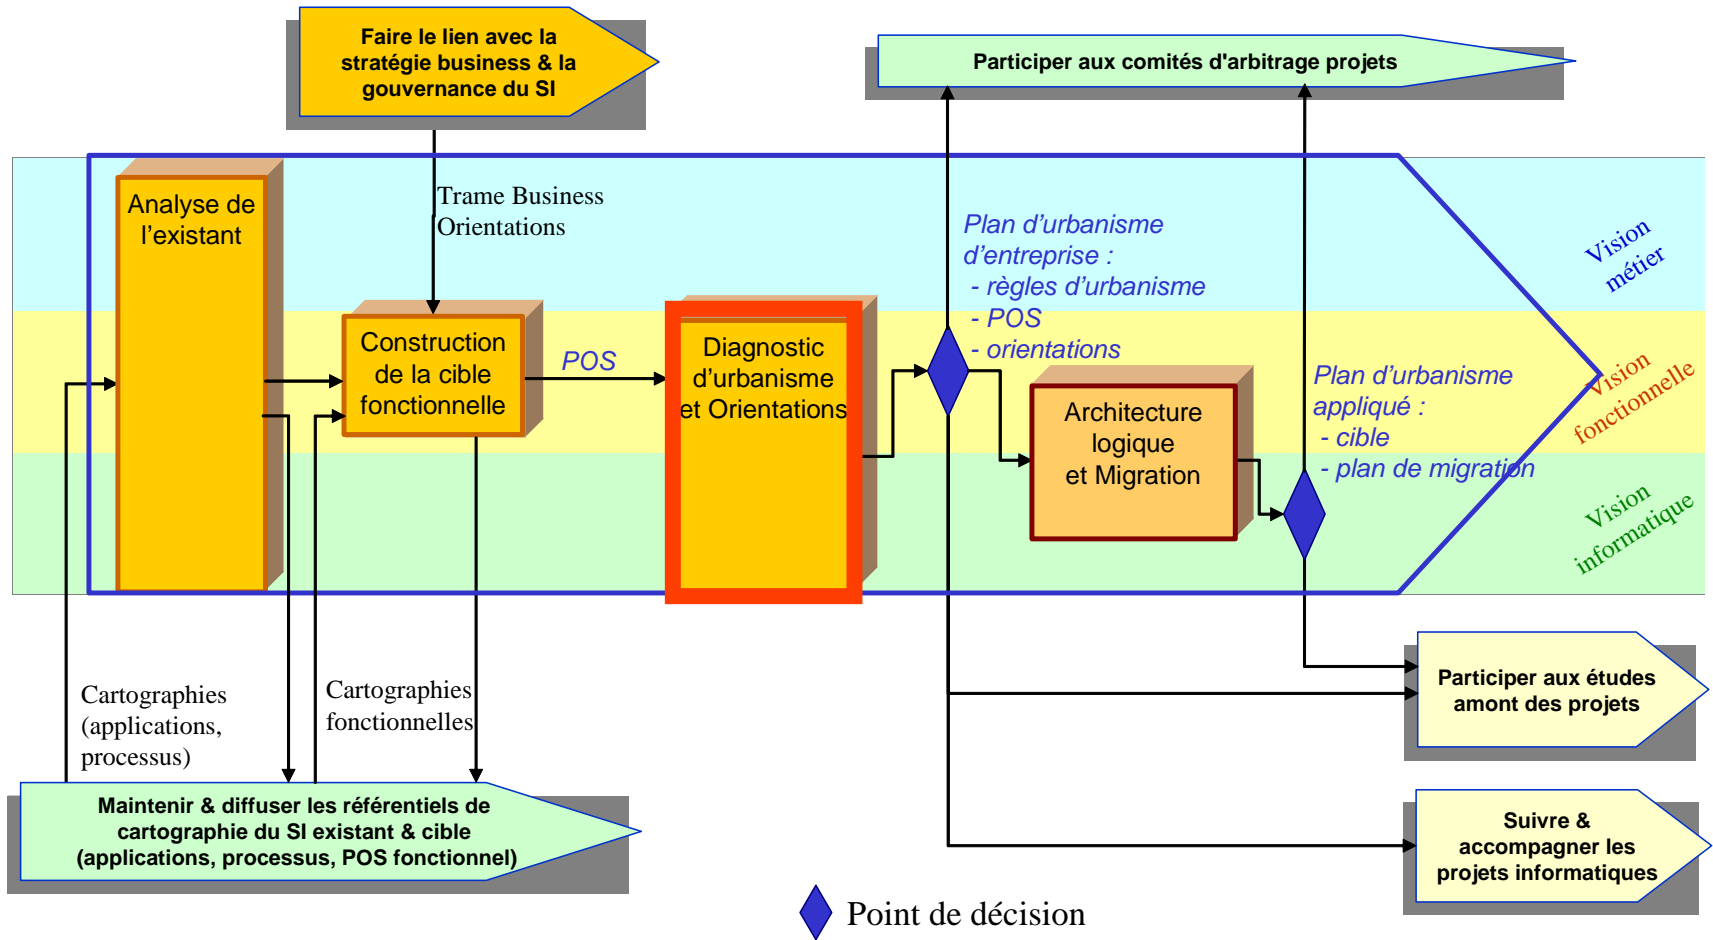 Faire le lien avec la
stratégie business & la
gouvernance du SI
Participer aux comités d'arbitrage projets
Analyse de
l'existant
Trame Business
Orientations
Plan d'urbanisme
d'entreprise :
- règles d'urbanisme
- POS
- orientations
Vision
métier
Construction
de la cible
fonctionnelle
POS
Diagnostic
d'urbanisme
et Orientations
Plan d'urbanisme
appliqué :
- cible
- plan de migration
Vision
fonctionnelle
Architecture
logique
et Migration
Vision
informatique
Cartographies
(applications,
processus)
Cartographies
fonctionnelles
Participer aux études
amont des projets
Maintenir & diffuser les référentiels de
cartographie du SI existant & cible
(applications, processus, POS fonctionnel)
Suivre &
accompagner les
projets informatiques
Point de décision